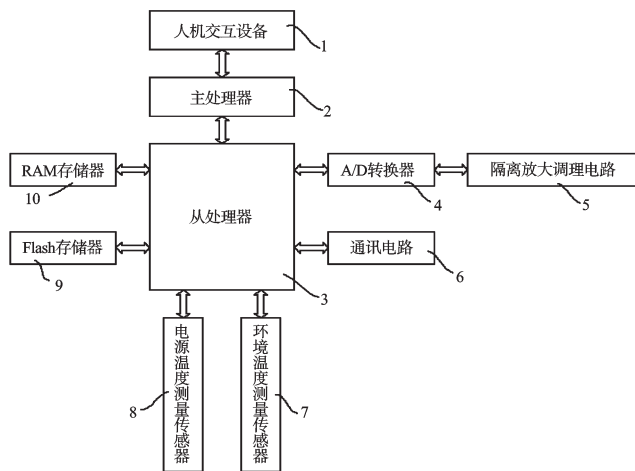 人机交互设备
1
主处理器
2
RAM存储器
10
从处理器
3
A/D转换器
4
隔离放大调理电路
5
Flash存储器
9
通讯电路
6
电源温度测量传感器
8
环境温度测量传感器
7